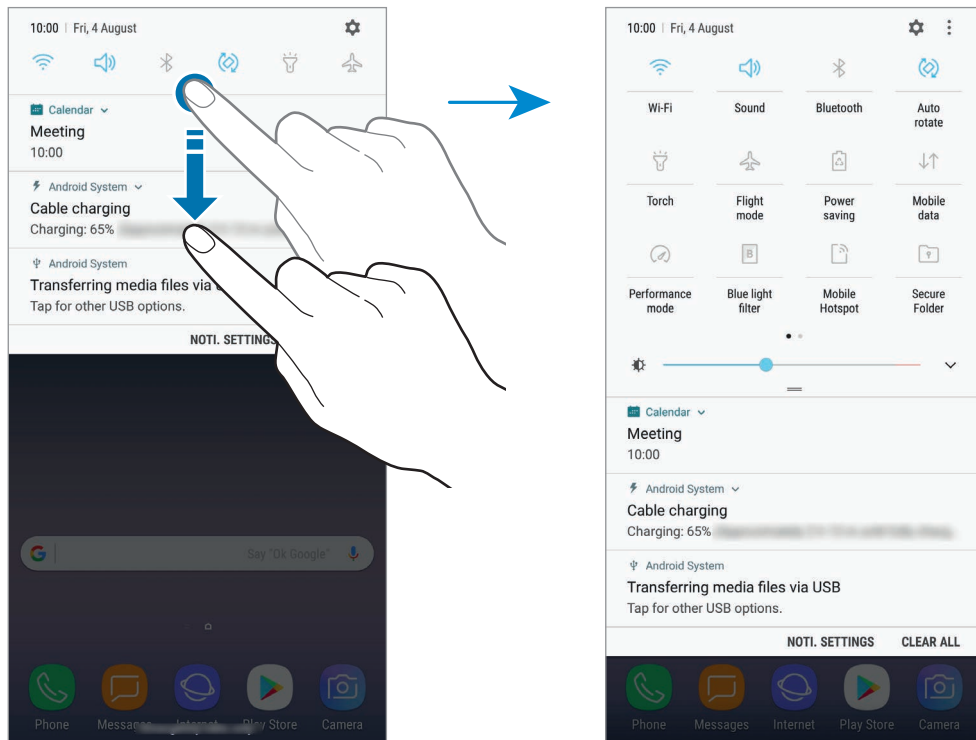 10:00 | Fri, 4 August
Calendar
Meeting
10:00
Android System
Cable charging
Charging: 65%
Android System
Transferring media files via
Tap for other USB options.
NOTI. SETTINGS
G
Say "Ok Google"
Phone
Messages
Internet
Play Store
Camera
10:00 | Fri, 4 August
Wi-Fi
Sound
Bluetooth
Auto
rotate
Torch
Flight
mode
Power
saving
Mobile
data
Performance
mode
B
Blue light
filter
Mobile
Hotspot
Secure
Folder
Calendar
Meeting
10:00
Android System
Cable charging
Charging: 65%
Android System
Transferring media files via USB
Tap for other USB options.
NOTI. SETTINGS CLEAR ALL
Phone
Messages
Internet
Play Store
Camera